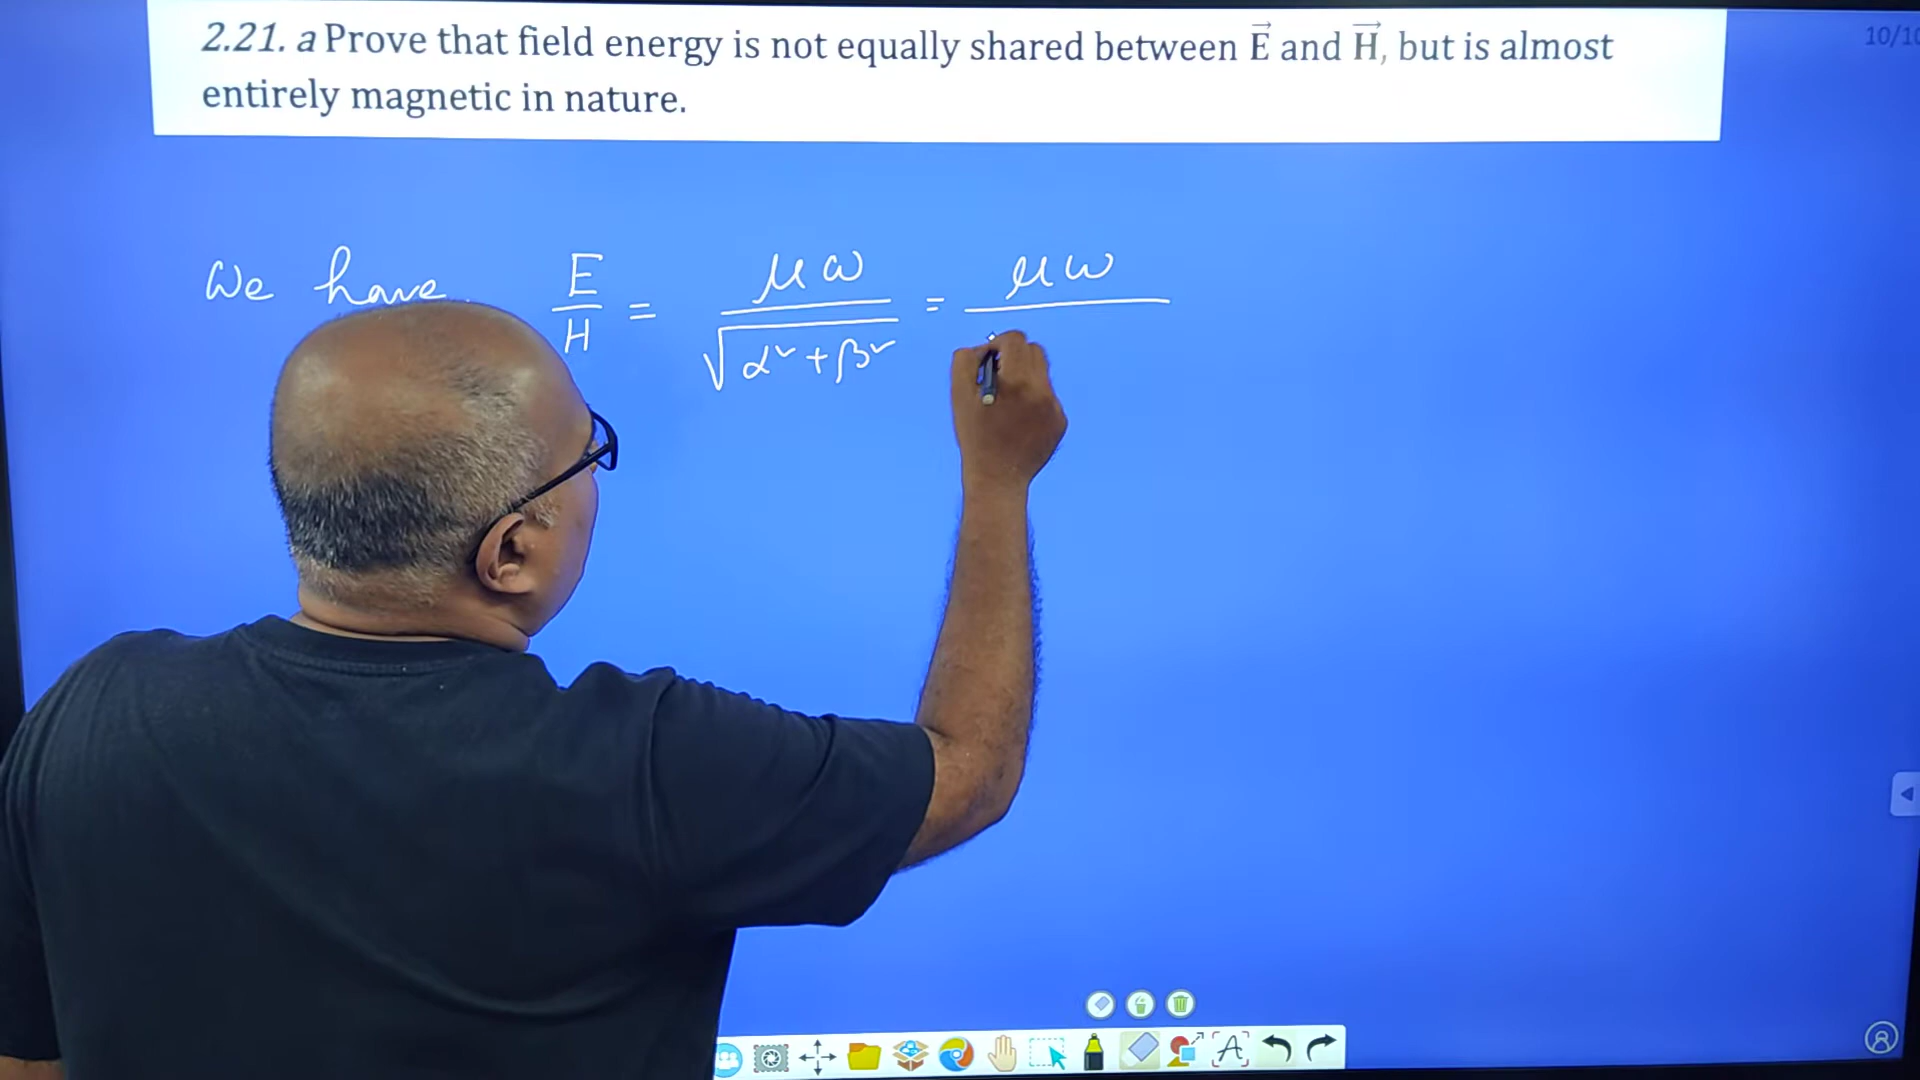 2.21. a Prove that field energy is not equally shared between E⃗ and H⃗, but is almost
entirely magnetic in nature.
10/10
We have E/H = μω/√(α²+β²) = μω/